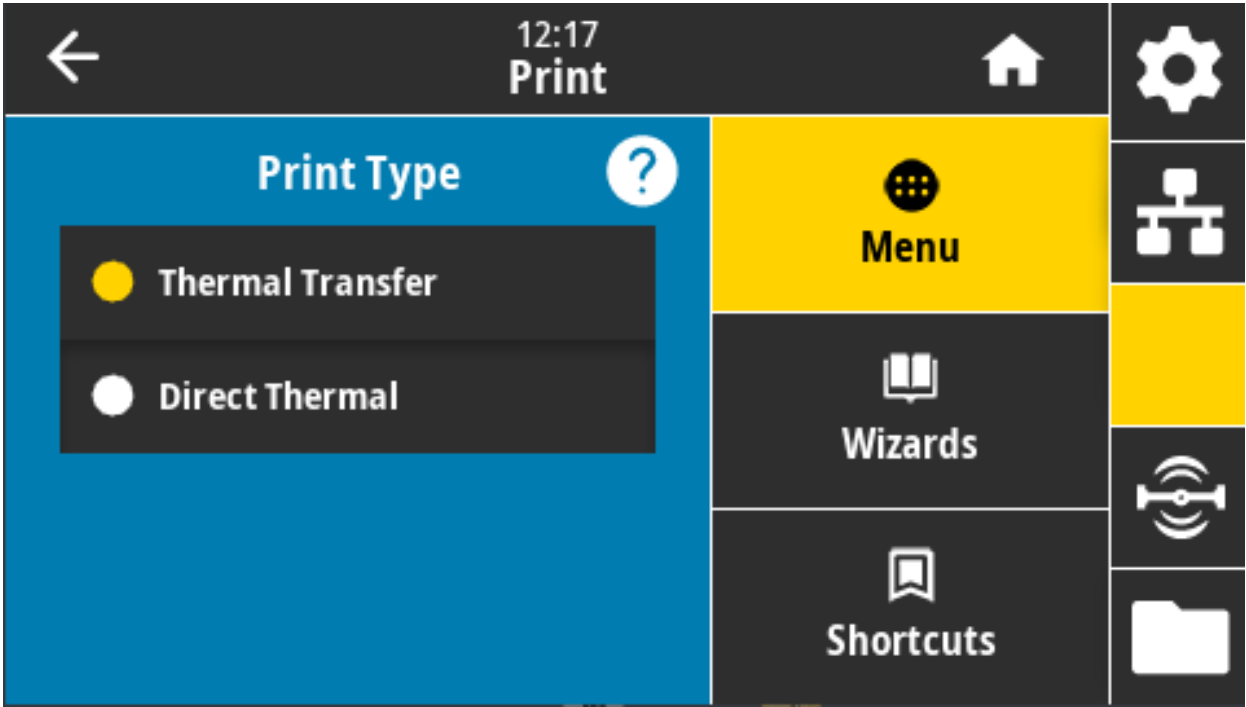 12:17
Print
Print Type
?
Thermal Transfer
Direct Thermal
Menu
Wizards
Shortcuts